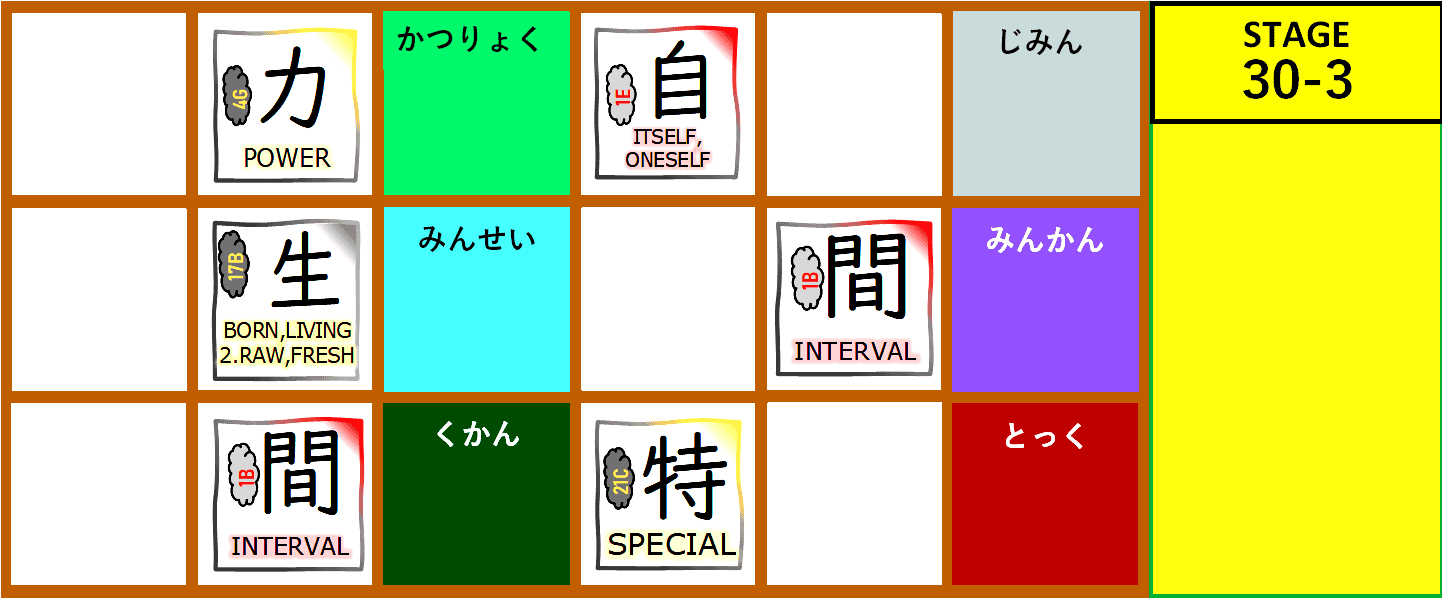 4G
力
POWER
かつりょく
1E
自
ITSELF,
ONESELF
じみん
STAGE
30-3
17B
生
BORN,LIVING
2.RAW,FRESH
みんせい
1B
間
INTERVAL
みんかん
1B
間
INTERVAL
くかん
21C
特
SPECIAL
とっく